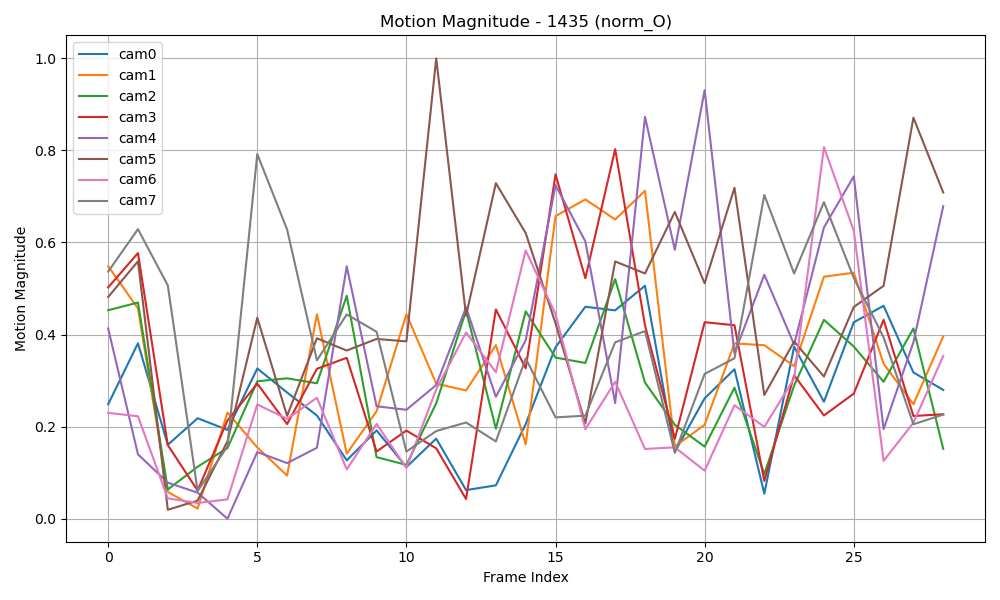 Motion Magnitude - 1435 (norm_O)
cam0
cam1
cam2
cam3
cam4
cam5
cam6
cam7
Motion Magnitude
1.0
0.8
0.6
0.4
0.2
0.0
0 5 10 15 20 25
Frame Index